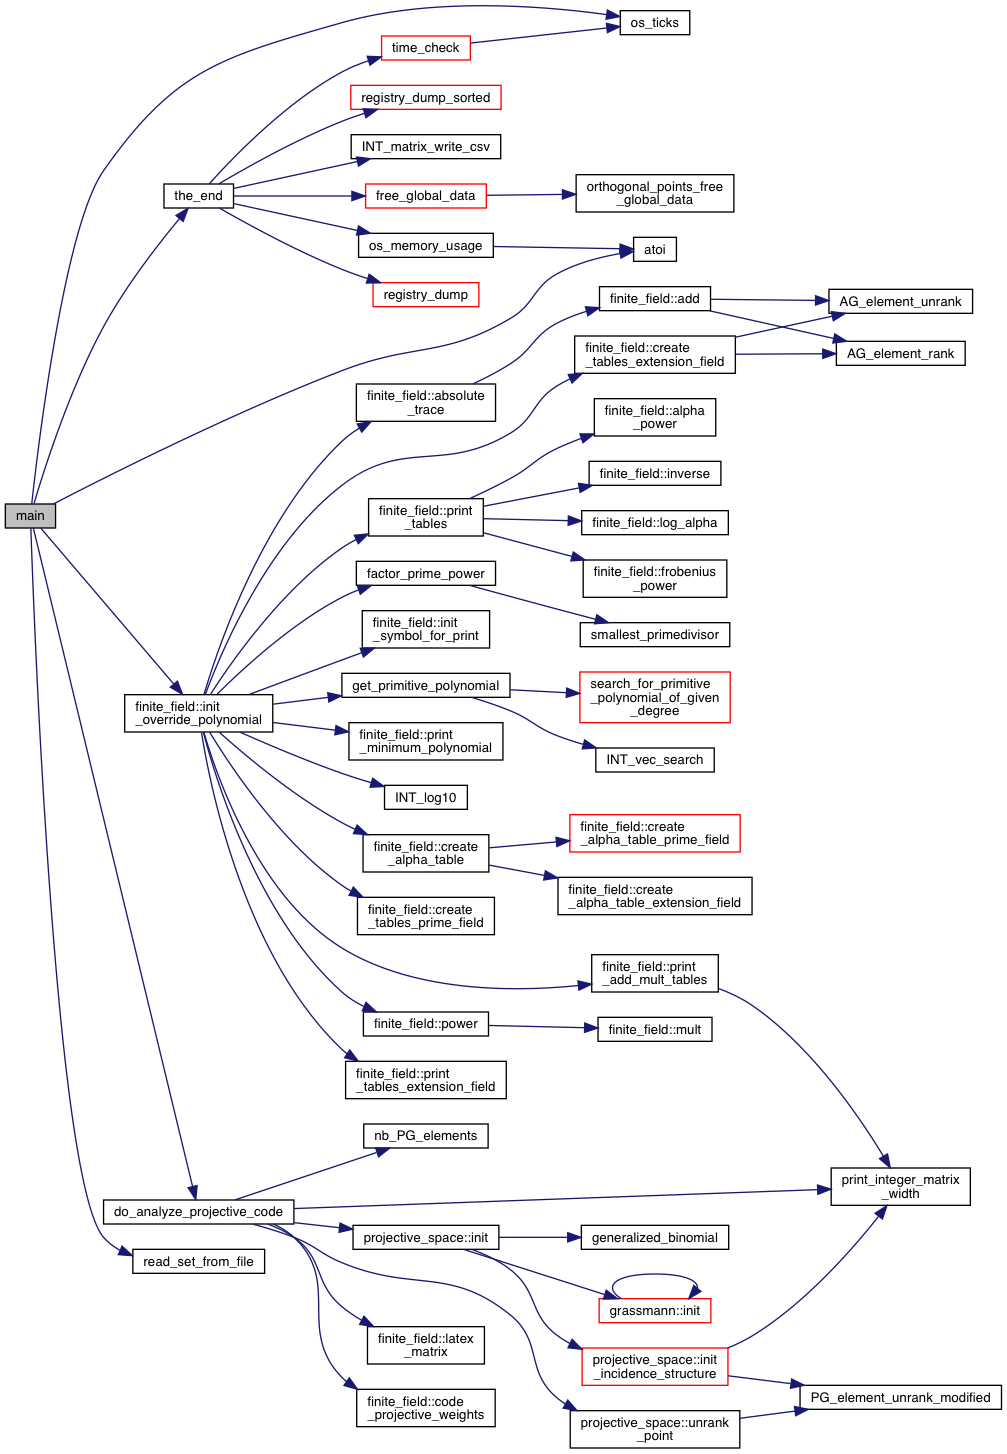 os_ticks
time_check
registry_dump_sorted
INT_matrix_write_csv
the_end
free_global_data
orthogonal_points_free
_global_data
os_memory_usage
atoi
registry_dump
finite_field::add
AG_element_unrank
finite_field::create
_tables_extension_field
AG_element_rank
finite_field::absolute
_trace
finite_field::alpha
_power
finite_field::inverse
main
finite_field::print
_tables
finite_field::log_alpha
factor_prime_power
finite_field::frobenius
_power
finite_field::init
_symbol_for_print
smallest_primedivisor
get_primitive_polynomial
search_for_primitive
_polynomial_of_given
_degree
finite_field::init
_override_polynomial
finite_field::print
_minimum_polynomial
INT_vec_search
INT_log10
finite_field::create
_alpha_table
finite_field::create
_alpha_table_prime_field
finite_field::create
_alpha_table_extension_field
finite_field::create
_tables_prime_field
finite_field::print
_add_mult_tables
finite_field::power
finite_field::mult
finite_field::print
_tables_extension_field
nb_PG_elements
print_integer_matrix
_width
do_analyze_projective_code
projective_space::init
generalized_binomial
read_set_from_file
grassmann::init
finite_field::latex
_matrix
projective_space::init
_incidence_structure
PG_element_unrank_modified
finite_field::code
_projective_weights
projective_space::unrank
_point